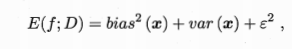 E(f; D) = bias² (x) + var (x) + ε² ,